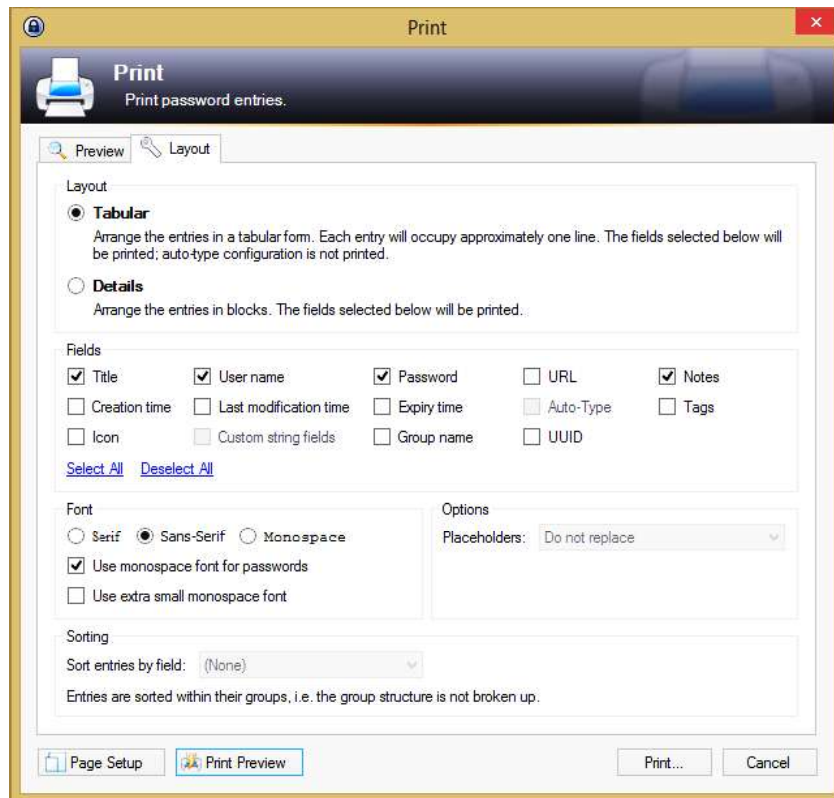 Print
Print
Print password entries.
Preview
Layout
Layout
Tabular
Arrange the entries in a tabular form. Each entry will occupy approximately one line. The fields selected below will
be printed; auto-type configuration is not printed.
Details
Arrange the entries in blocks. The fields selected below will be printed.
Fields
Title User name Password URL Notes
Creation time Last modification time Expiry time Auto-Type Tags
Icon Custom string fields Group name UUID
Select All Deselect All
Font
Serif Sans-Serif Monospace
Use monospace font for passwords
Use extra small monospace font
Options
Placeholders: Do not replace
Sorting
Sort entries by field: (None)
Entries are sorted within their groups, i.e. the group structure is not broken up.
Page Setup Print Preview Print... Cancel